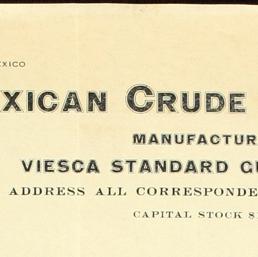 EXICO
XICAN CRUDE
MANUFACTUR
VIESCA STANDARD GU
ADDRESS ALL CORRESPONDE
CAPITAL STOCK $